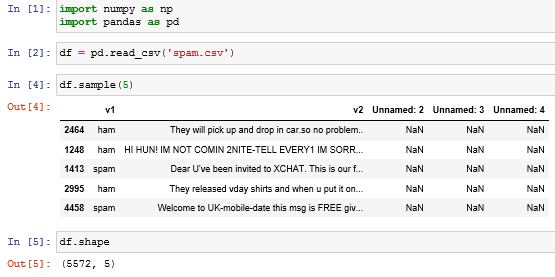 In [1]: import numpy as np
import pandas as pd
In [2]: df = pd.read_csv('spam.csv')
In [4]: df.sample(5)
Out[4]:
v1 v2 Unnamed: 2 Unnamed: 3 Unnamed: 4
2464 ham They will pick up and drop in car.so no problem... NaN NaN NaN
1248 ham HI HUN! IM NOT COMIN 2NITE-TELL EVERY1 IM SORR... NaN NaN NaN
1413 spam Dear U've been invited to XCHAT. This is our f... NaN NaN NaN
2995 ham They released vday shirts and when u put it on... NaN NaN NaN
4458 spam Welcome to UK-mobile-date this msg is FREE giv... NaN NaN NaN
In [5]: df.shape
Out[5]: (5572, 5)